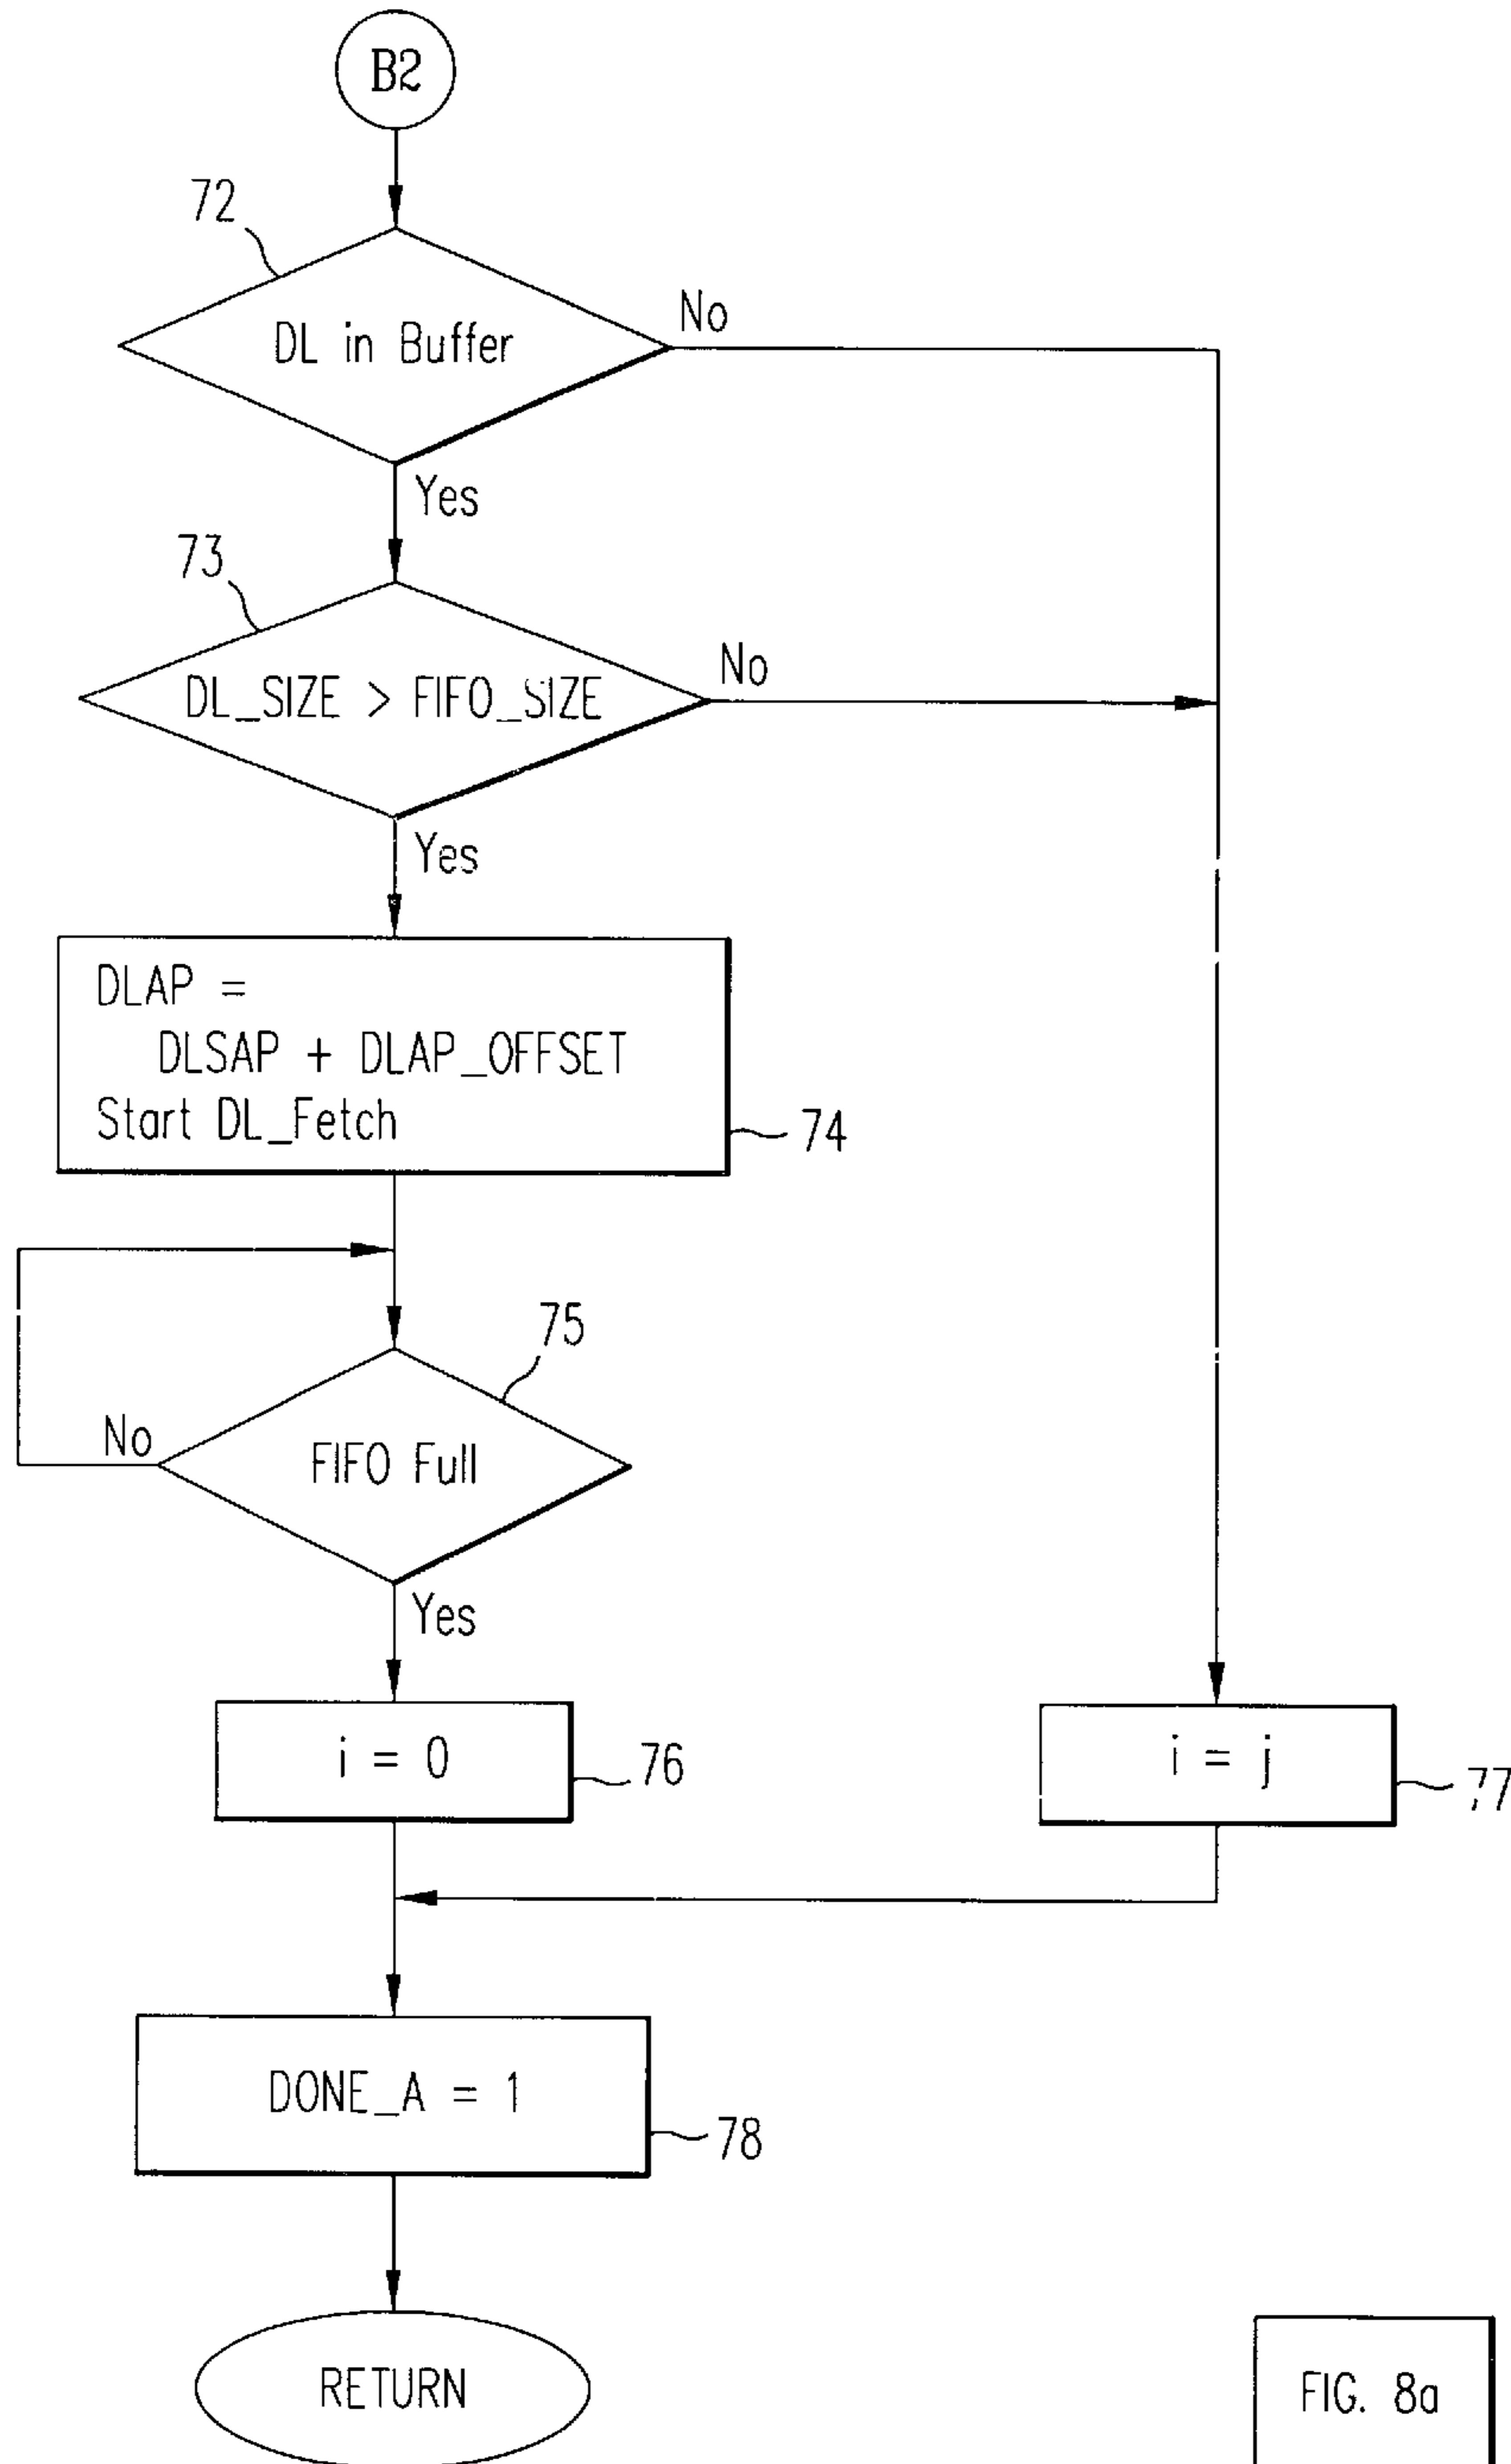 B2
72
DL in Buffer
No
Yes
73
DL_SIZE > FIFO_SIZE
No
Yes
DLAP =
DLSAP + DLAP_OFFSET
Start DL_Fetch
74
75
No
FIFO Full
Yes
i = 0
76
i = j
77
DONE_A = 1
78
RETURN
FIG. 8a